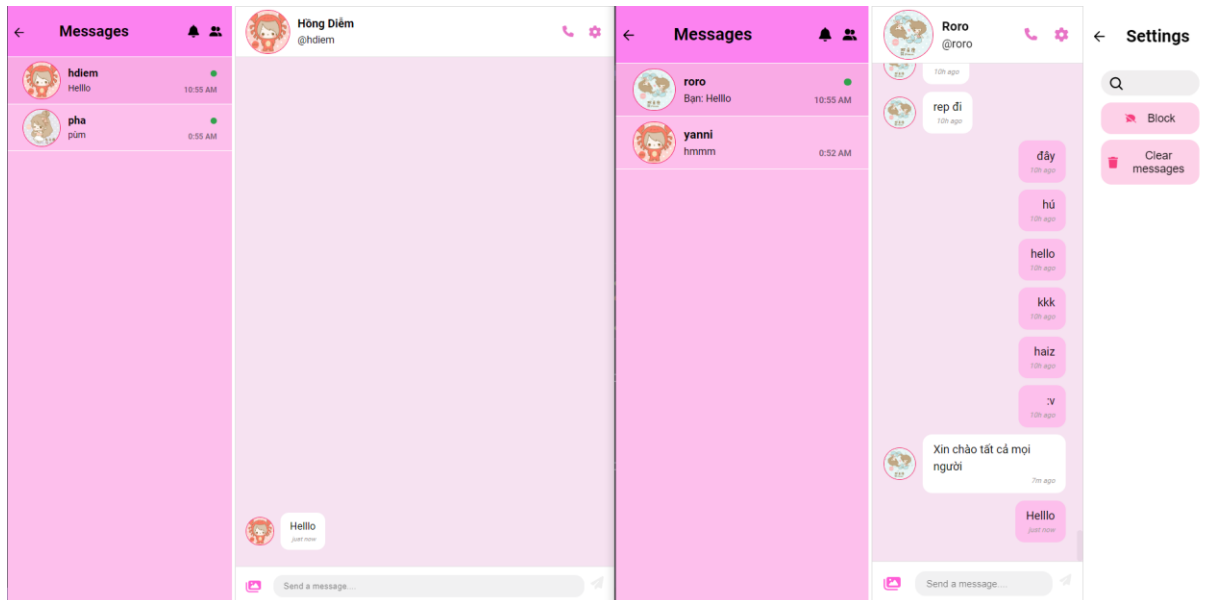 Messages
hdiem
Helllo
10:55 AM
pha
pùm
0:55 AM
Hồng Diễm
@hdiem
Helllo
just now
Send a message....
Messages
roro
Bạn: Helllo
10:55 AM
yanni
hmmm
0:52 AM
Roro
@roro
10h ago
rep đi
10h ago
đây
10h ago
hú
10h ago
hello
10h ago
kkk
10h ago
haiz
10h ago
:v
10h ago
Xin chào tất cả mọi
người
7m ago
Helllo
just now
Send a message....
Settings
Block
Clear
messages